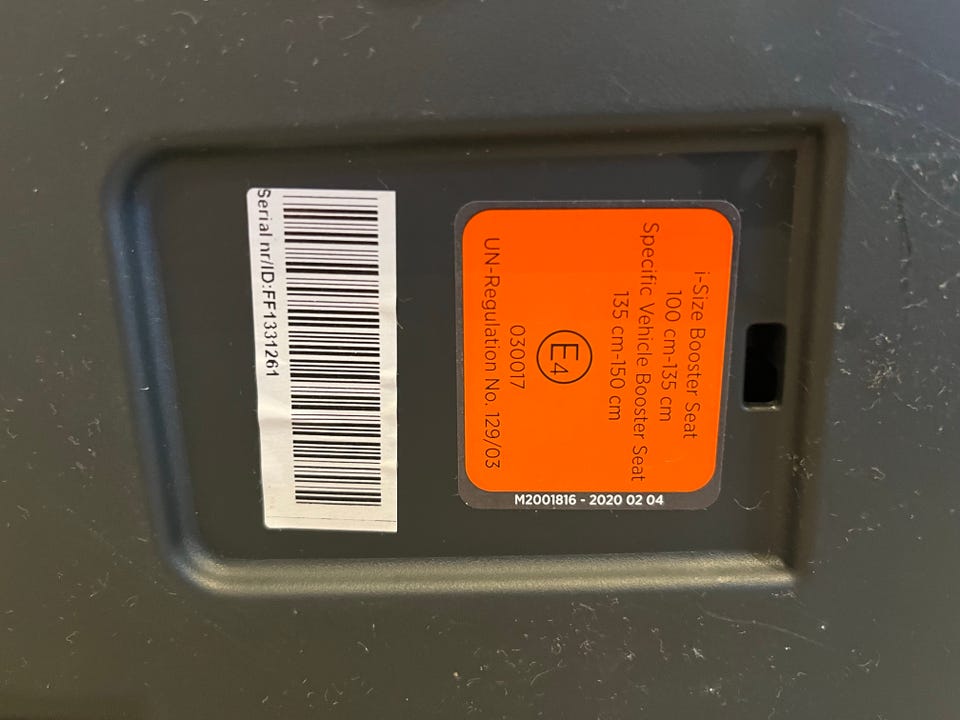 i-Size Booster Seat
100 cm-135 cm
Specific Vehicle Booster Seat
135 cm-150 cm
E4
030017
UN-Regulation No. 129/03
M2001816 - 2020 02 04
Serial nr/ID:FF1331261